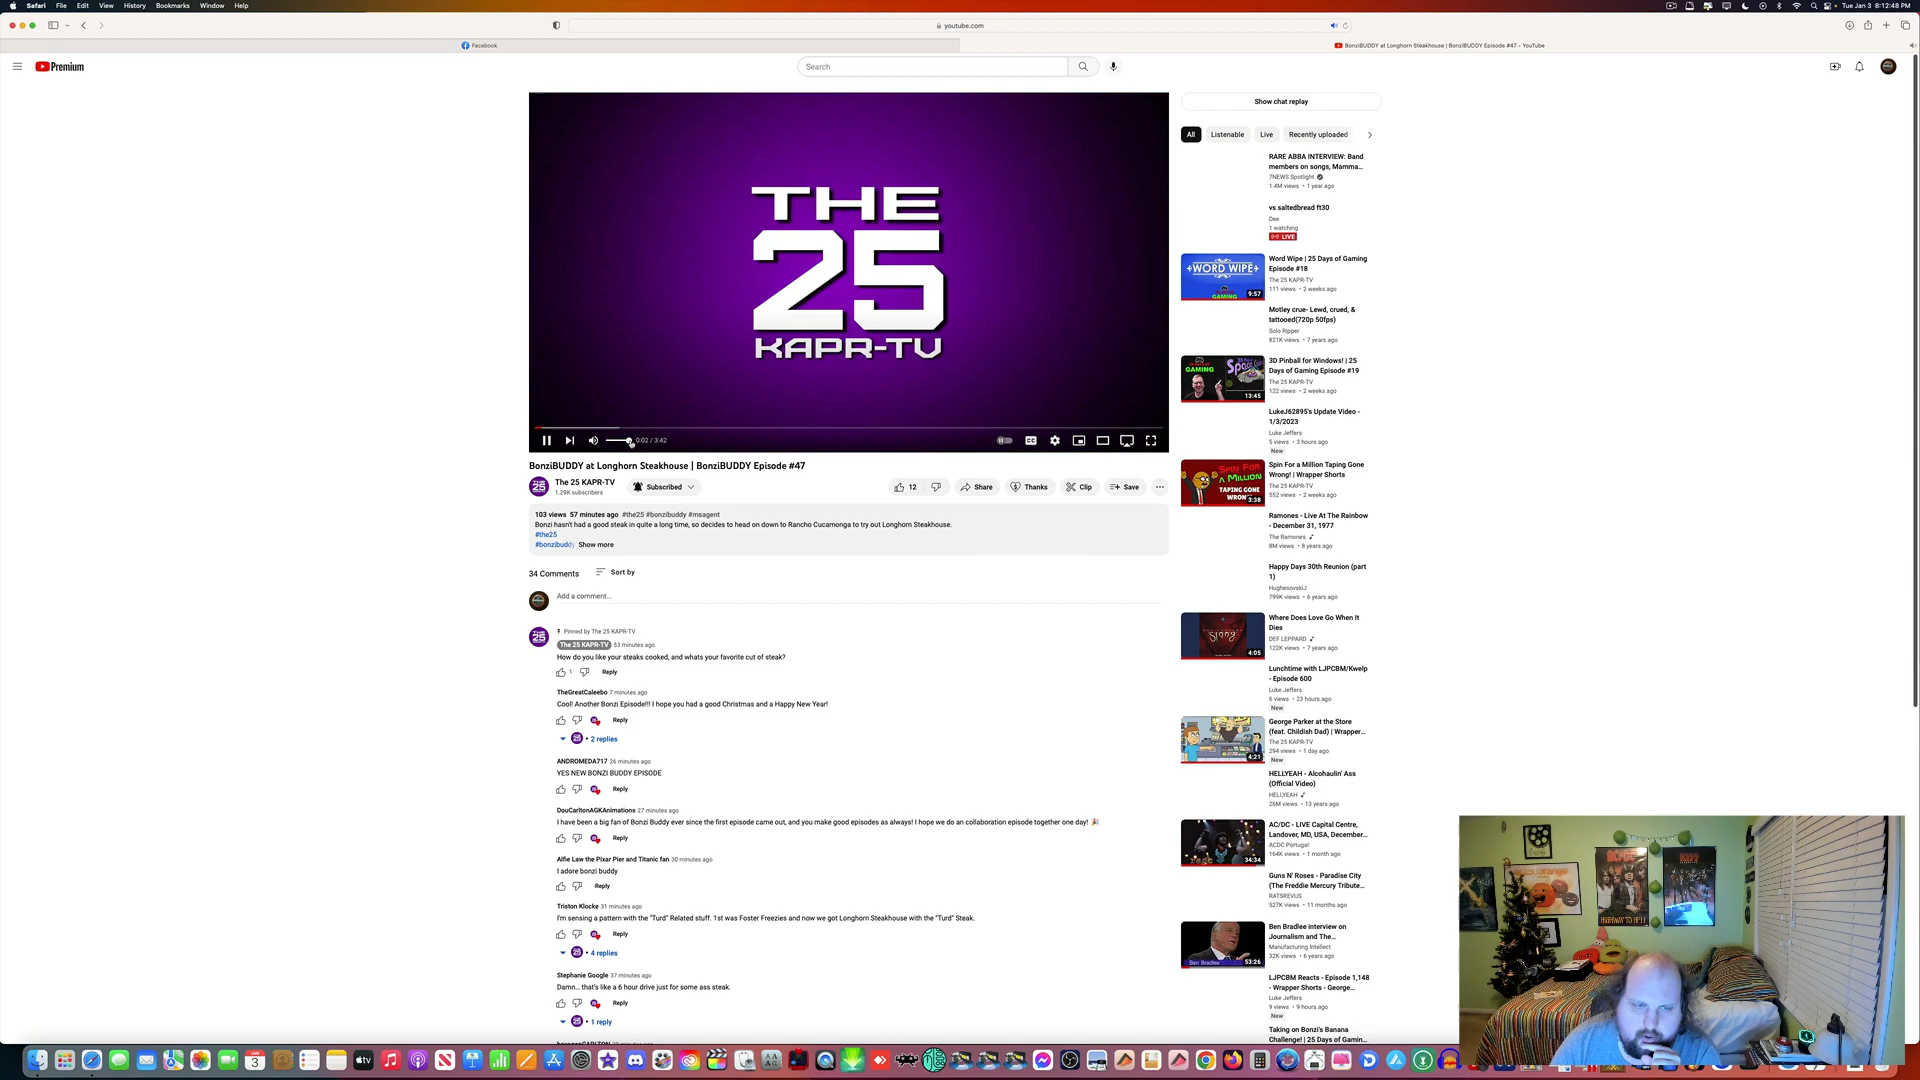 Safari File Edit View History Bookmarks Window Help
Tue Jan 3 8:12:48 PM
youtube.com
Facebook
BonziBUDDY at Longhorn Steakhouse | BonziBUDDY Episode #47 - YouTube
Premium
Search
THE
25
KAPR-TV
0:02 / 3:42
BonziBUDDY at Longhorn Steakhouse | BonziBUDDY Episode #47
The 25 KAPR-TV
1.29K subscribers
Subscribed
12
Share
Thanks
Clip
Save
103 views 57 minutes ago #the25 #bonzibuddy #msagent
Bonzi hasn't had a good steak in quite a long time, so decides to head on down to Rancho Cucamonga to try out Longhorn Steakhouse.
#the25
#bonzibuddy Show more
34 Comments
Sort by
Add a comment...
Pinned by The 25 KAPR-TV
The 25 KAPR-TV 53 minutes ago
How do you like your steaks cooked, and whats your favorite cut of steak?
1
Reply
TheGreatCaleebo 7 minutes ago
Cool! Another Bonzi Episode!!! I hope you had a good Christmas and a Happy New Year!
Reply
2 replies
ANDROMEDA717 26 minutes ago
YES NEW BONZI BUDDY EPISODE
Reply
DouCarltonAGKAnimations 27 minutes ago
I have been a big fan of Bonzi Buddy ever since the first episode came out, and you make good episodes as always! I hope we do an collaboration episode together one day! 🎉
Reply
Alfie Law the Pixar Pier and Titanic fan 30 minutes ago
I adore bonzi buddy
Reply
Triston Klocke 31 minutes ago
I'm sensing a pattern with the "Turd" Related stuff. 1st was Foster Freezies and now we got Longhorn Steakhouse with the "Turd" Steak.
Reply
4 replies
Stephanie Google 37 minutes ago
Damn... that's like a 6 hour drive just for some ass steak.
Reply
1 reply
Show chat replay
All
Listenable
Live
Recently uploaded
RARE ABBA INTERVIEW: Band
members on songs, Mamma...
7NEWS Spotlight
1.4M views • 1 year ago
vs saltedbread ft30
Dee
1 watching
LIVE
WORD WIPE
GAMING
9:57
Word Wipe | 25 Days of Gaming
Episode #18
The 25 KAPR-TV
111 views • 2 weeks ago
Motley crue- Lewd, crued, &
tattooed(720p 50fps)
Solo Ripper
821K views • 7 years ago
GAMING
13:45
3D Pinball for Windows! | 25
Days of Gaming Episode #19
The 25 KAPR-TV
122 views • 2 weeks ago
LukeJ62895's Update Video -
1/3/2023
Luke Jeffers
5 views • 3 hours ago
New
SPIN FOR
A MILLION
TAPING GONE
WRONG
3:38
Spin For a Million Taping Gone
Wrong! | Wrapper Shorts
The 25 KAPR-TV
552 views • 2 weeks ago
Ramones - Live At The Rainbow
- December 31, 1977
The Ramones
8M views • 8 years ago
Happy Days 30th Reunion (part
1)
HughesovskiJ
799K views • 6 years ago
Slang
4:05
Where Does Love Go When It
Dies
DEF LEPPARD
122K views • 7 years ago
Lunchtime with LJPCBM/Kwelp
- Episode 600
Luke Jeffers
6 views • 23 hours ago
New
4:21
George Parker at the Store
(feat. Childish Dad) | Wrapper...
The 25 KAPR-TV
294 views • 1 day ago
New
HELLYEAH - Alcohaulin' Ass
(Official Video)
HELLYEAH
26M views • 13 years ago
34:34
AC/DC - LIVE Capital Centre,
Landover, MD, USA, December...
ACDC Portugal
164K views • 1 month ago
Guns N' Roses - Paradise City
(The Freddie Mercury Tribute...
RATSREVUS
527K views • 11 months ago
Ben Bradlee
53:26
Ben Bradlee interview on
Journalism and The...
Manufacturing Intellect
32K views • 6 years ago
LJPCBM Reacts - Episode 1,148
- Wrapper Shorts - George...
Luke Jeffers
9 views • 9 hours ago
New
Taking on Bonzi's Banana
Challenge! | 25 Days of Gamin...
AC/DC
HIGHWAY TO HELL
KISS